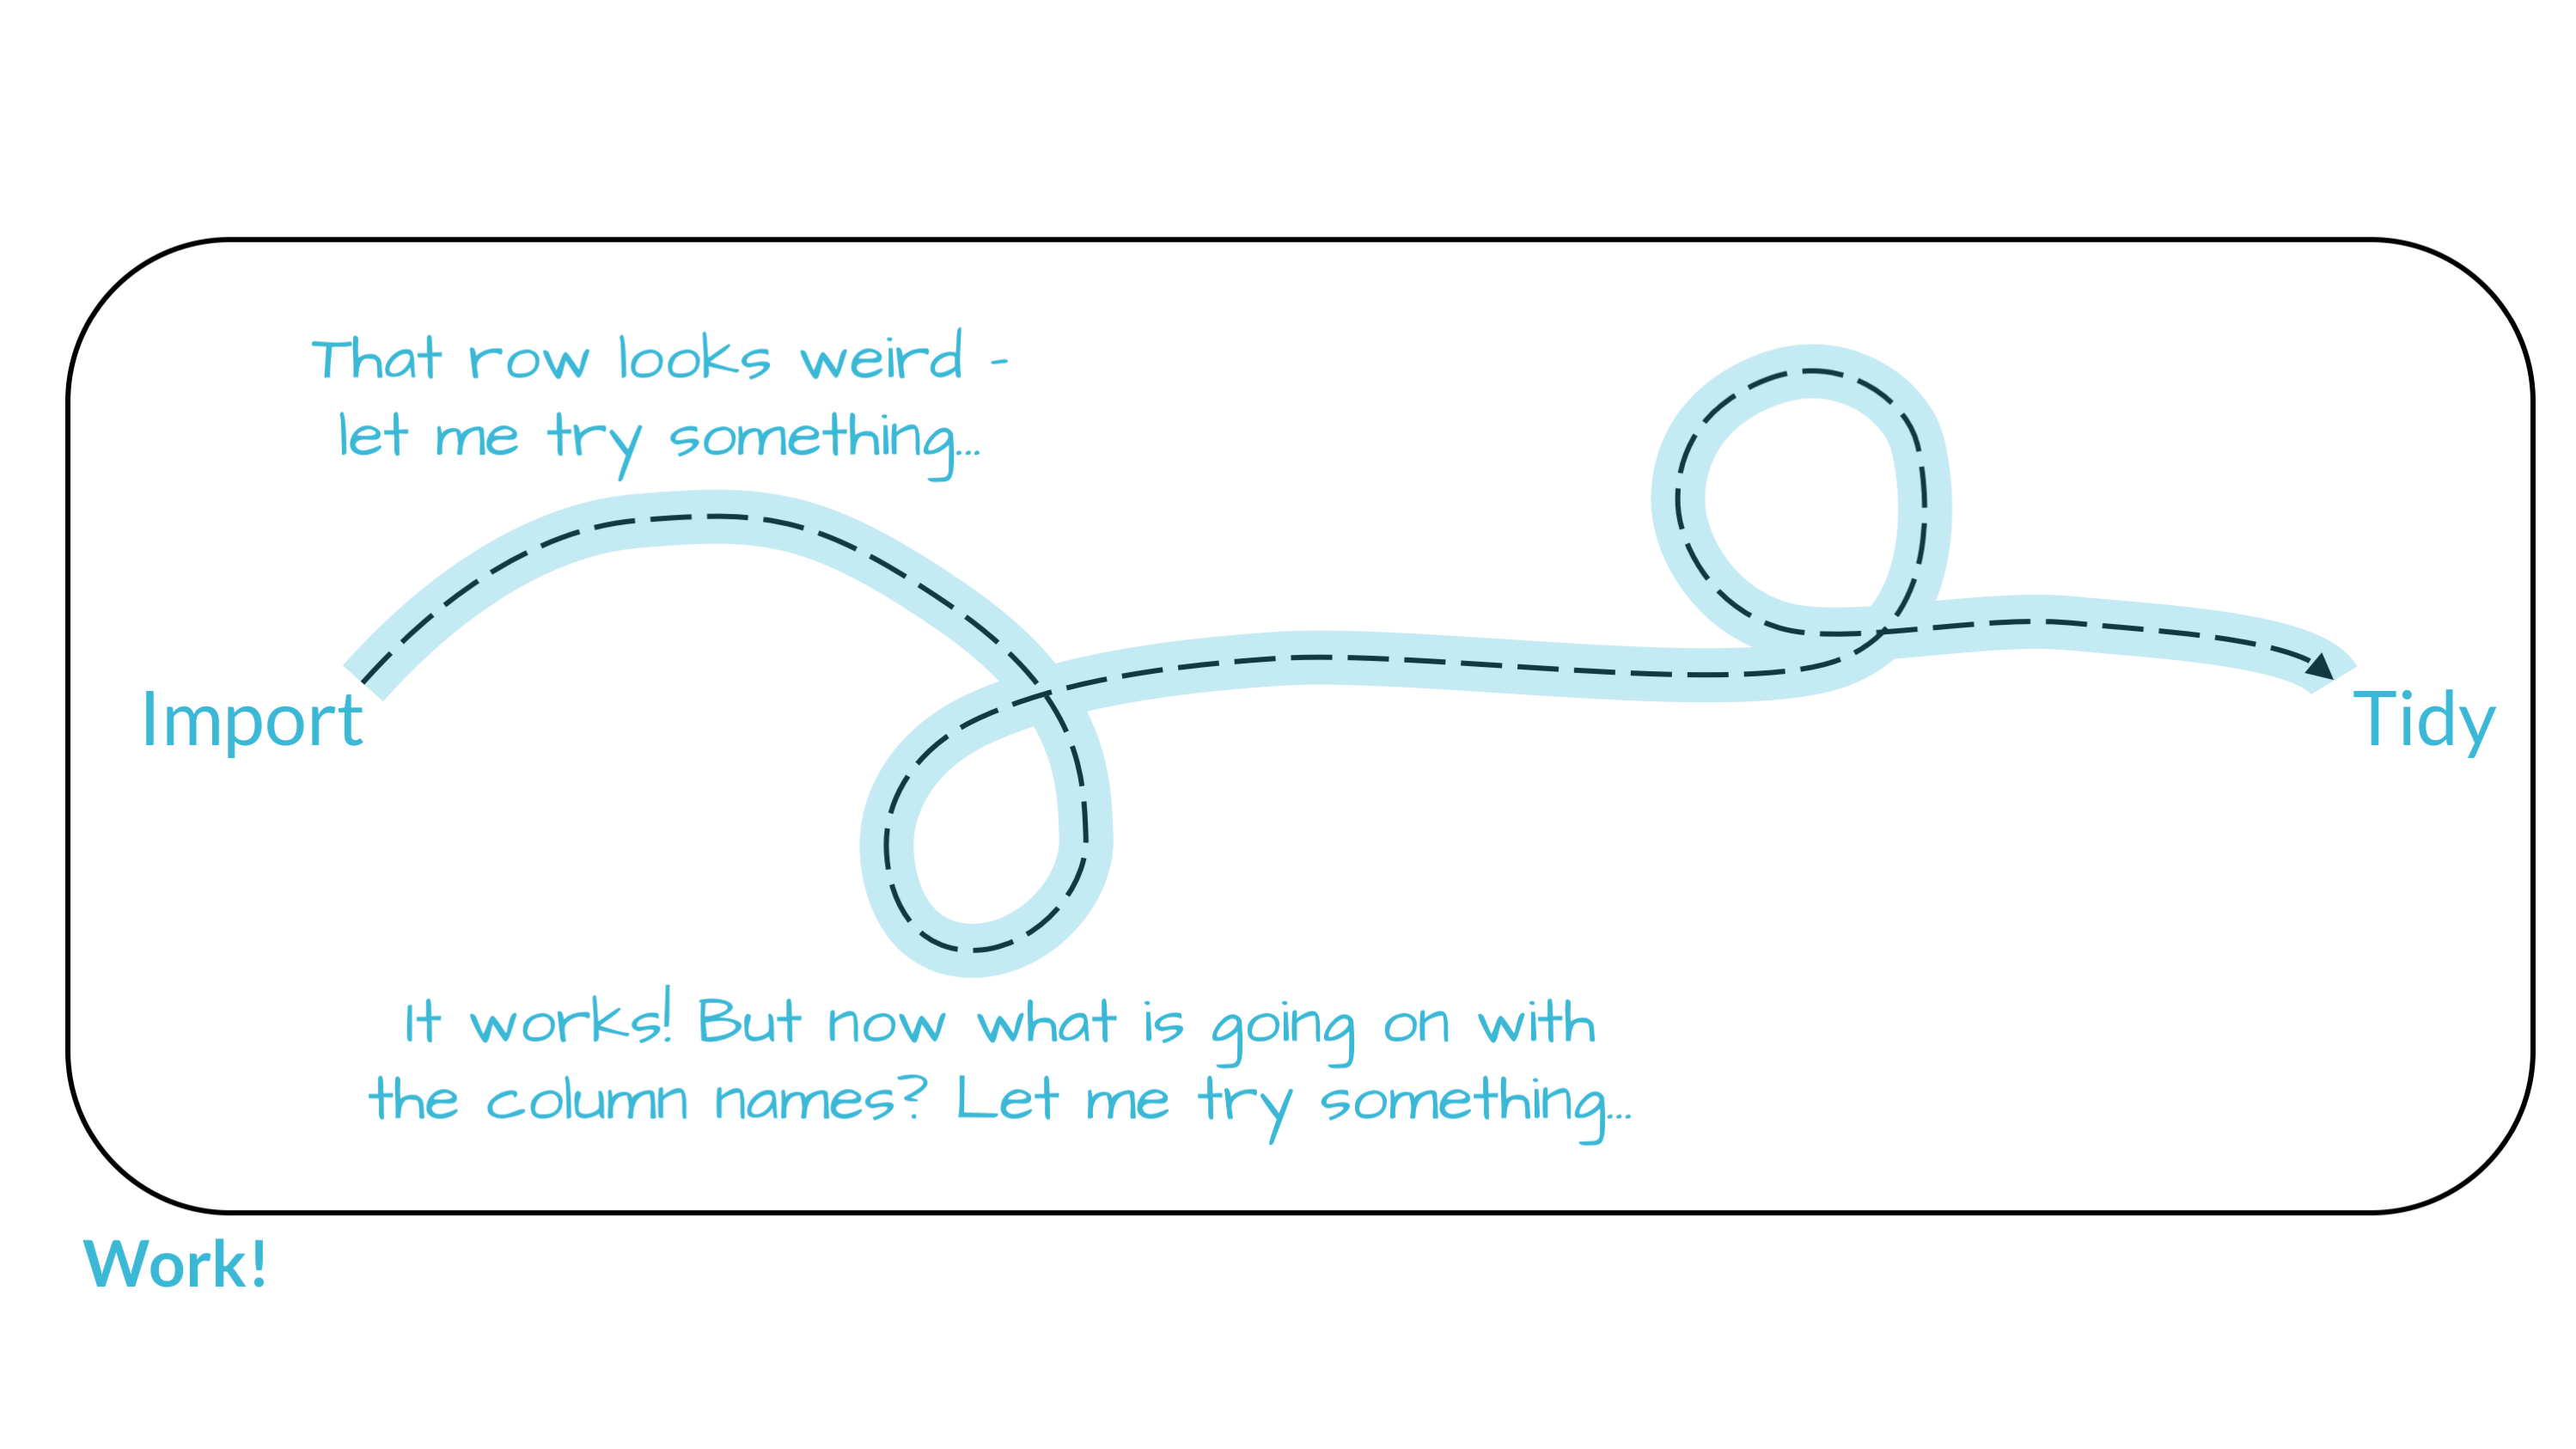 That row looks weird -
let me try something...
Import
Tidy
It works! But now what is going on with
the column names? Let me try something...
Work!